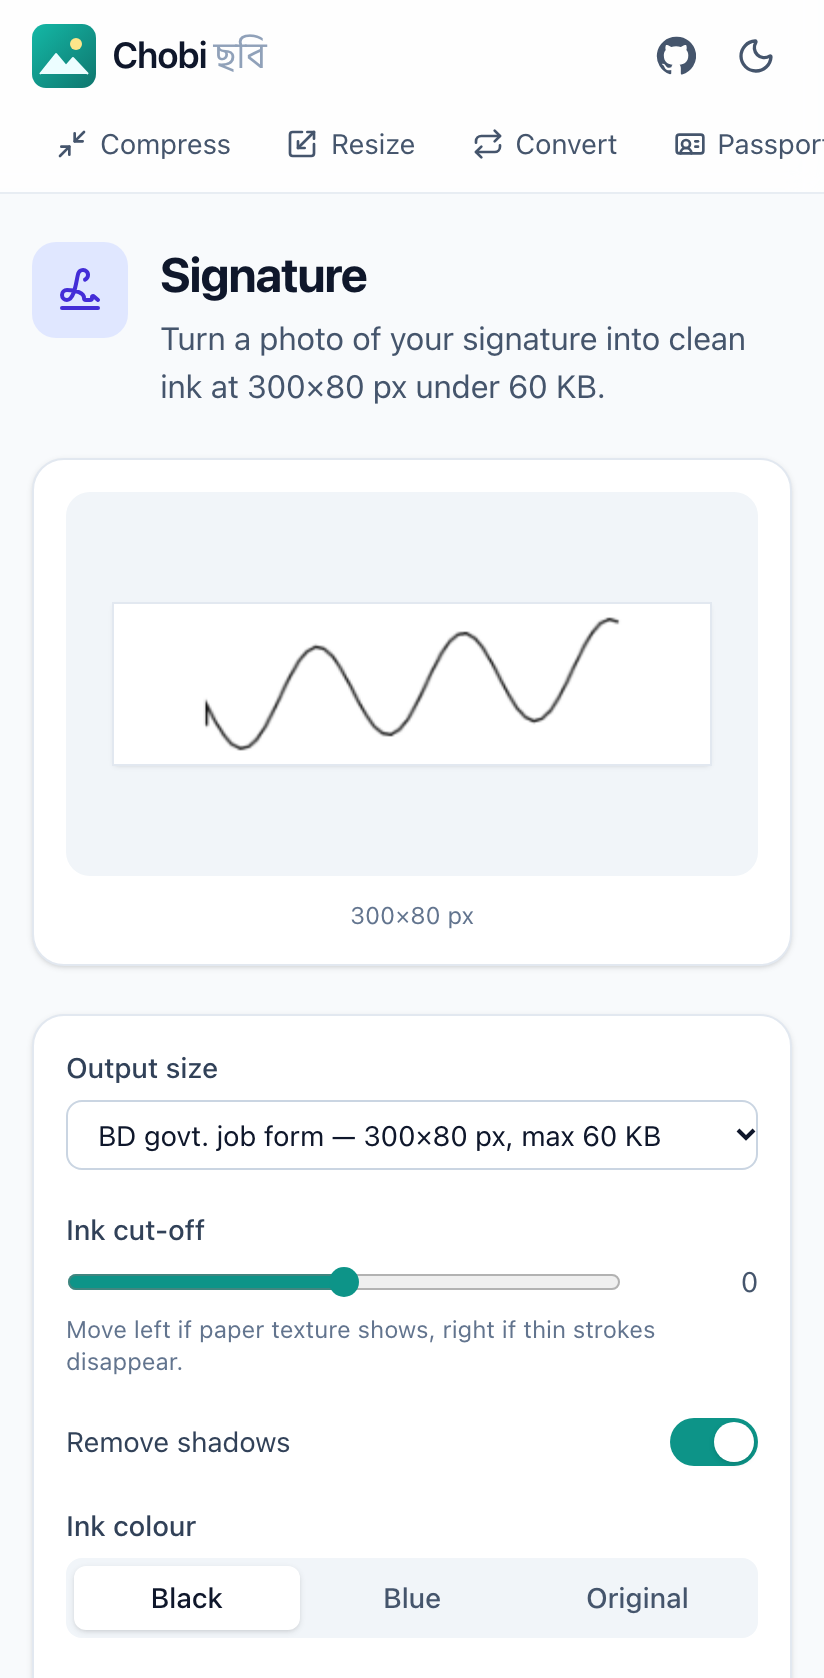 Chobi ছবি
Compress Resize Convert Passport
Signature
Turn a photo of your signature into clean
ink at 300×80 px under 60 KB.
300×80 px
Output size
BD govt. job form — 300×80 px, max 60 KB
Ink cut-off
0
Move left if paper texture shows, right if thin strokes
disappear.
Remove shadows
Ink colour
Black Blue Original